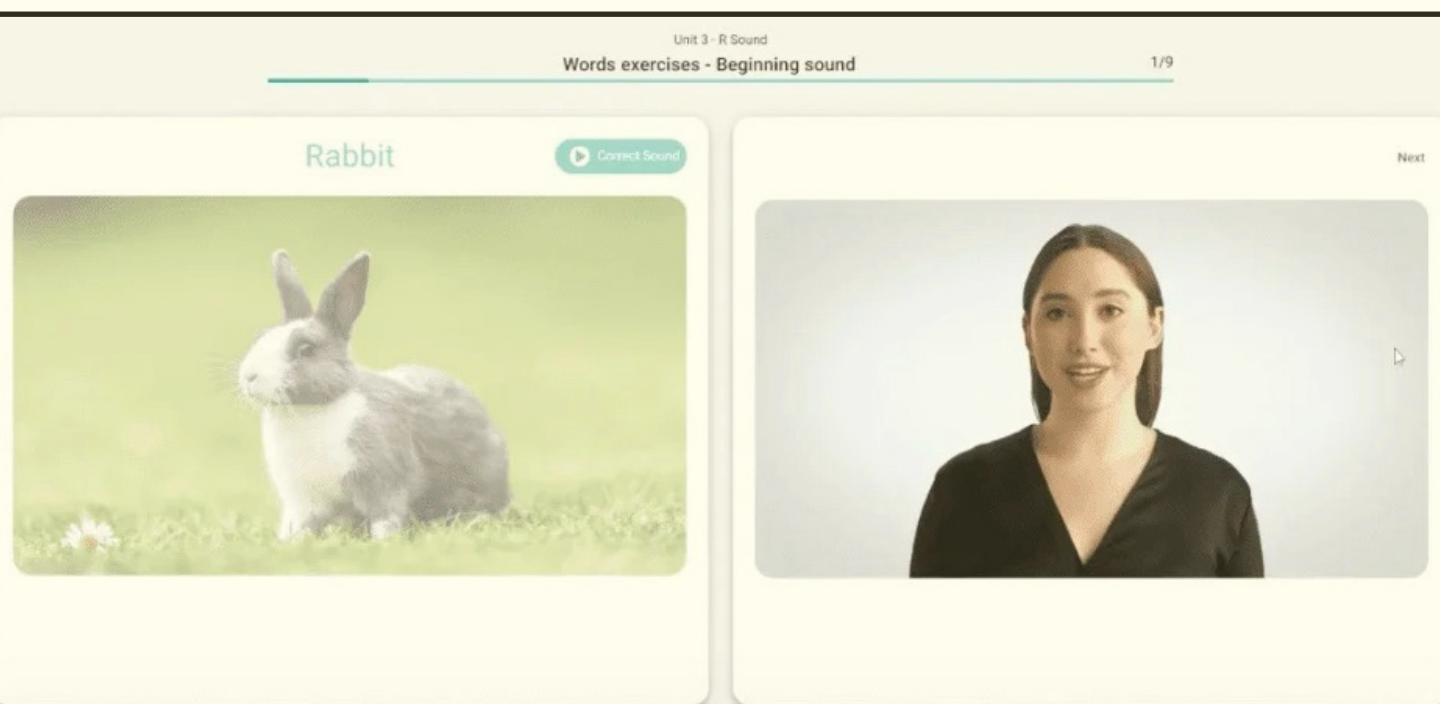 Unit 3 - R Sound
Words exercises - Beginning sound
1/9
Rabbit
Correct Sound
Next